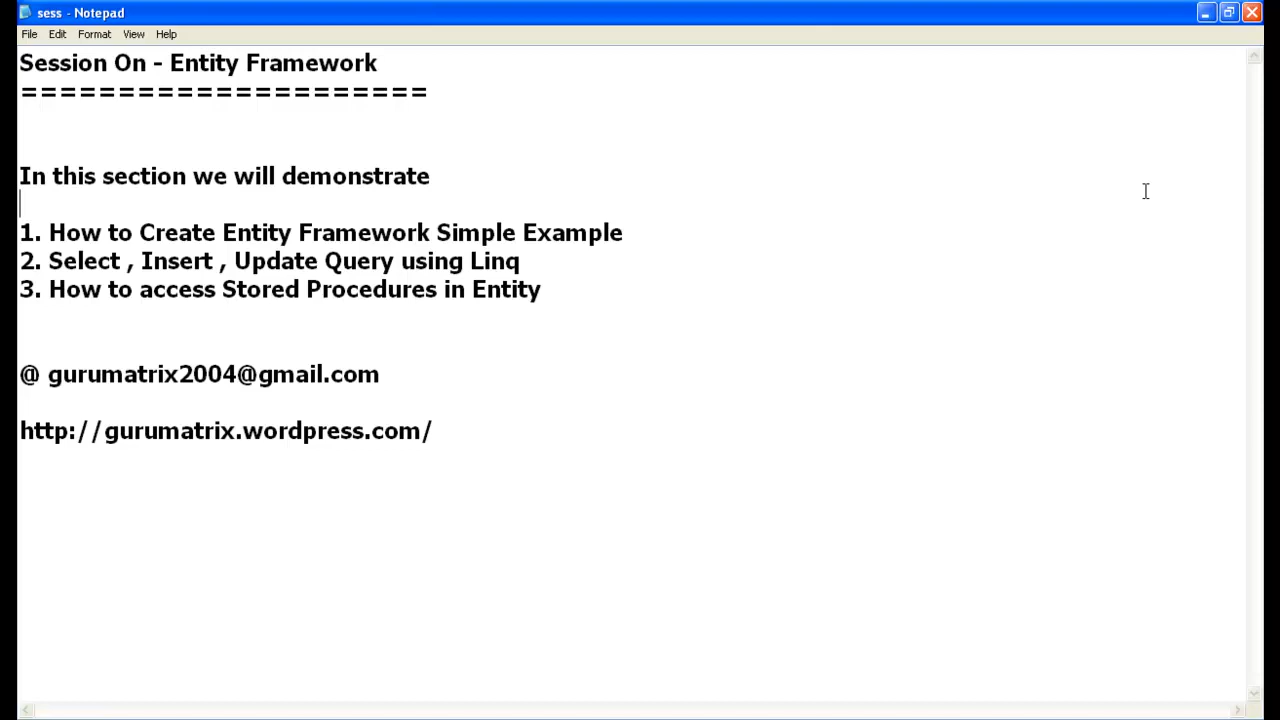 sess - Notepad
File Edit Format View Help
Session On - Entity Framework
=====================
In this section we will demonstrate
1. How to Create Entity Framework Simple Example
2. Select , Insert , Update Query using Linq
3. How to access Stored Procedures in Entity
@ gurumatrix2004@gmail.com
http://gurumatrix.wordpress.com/